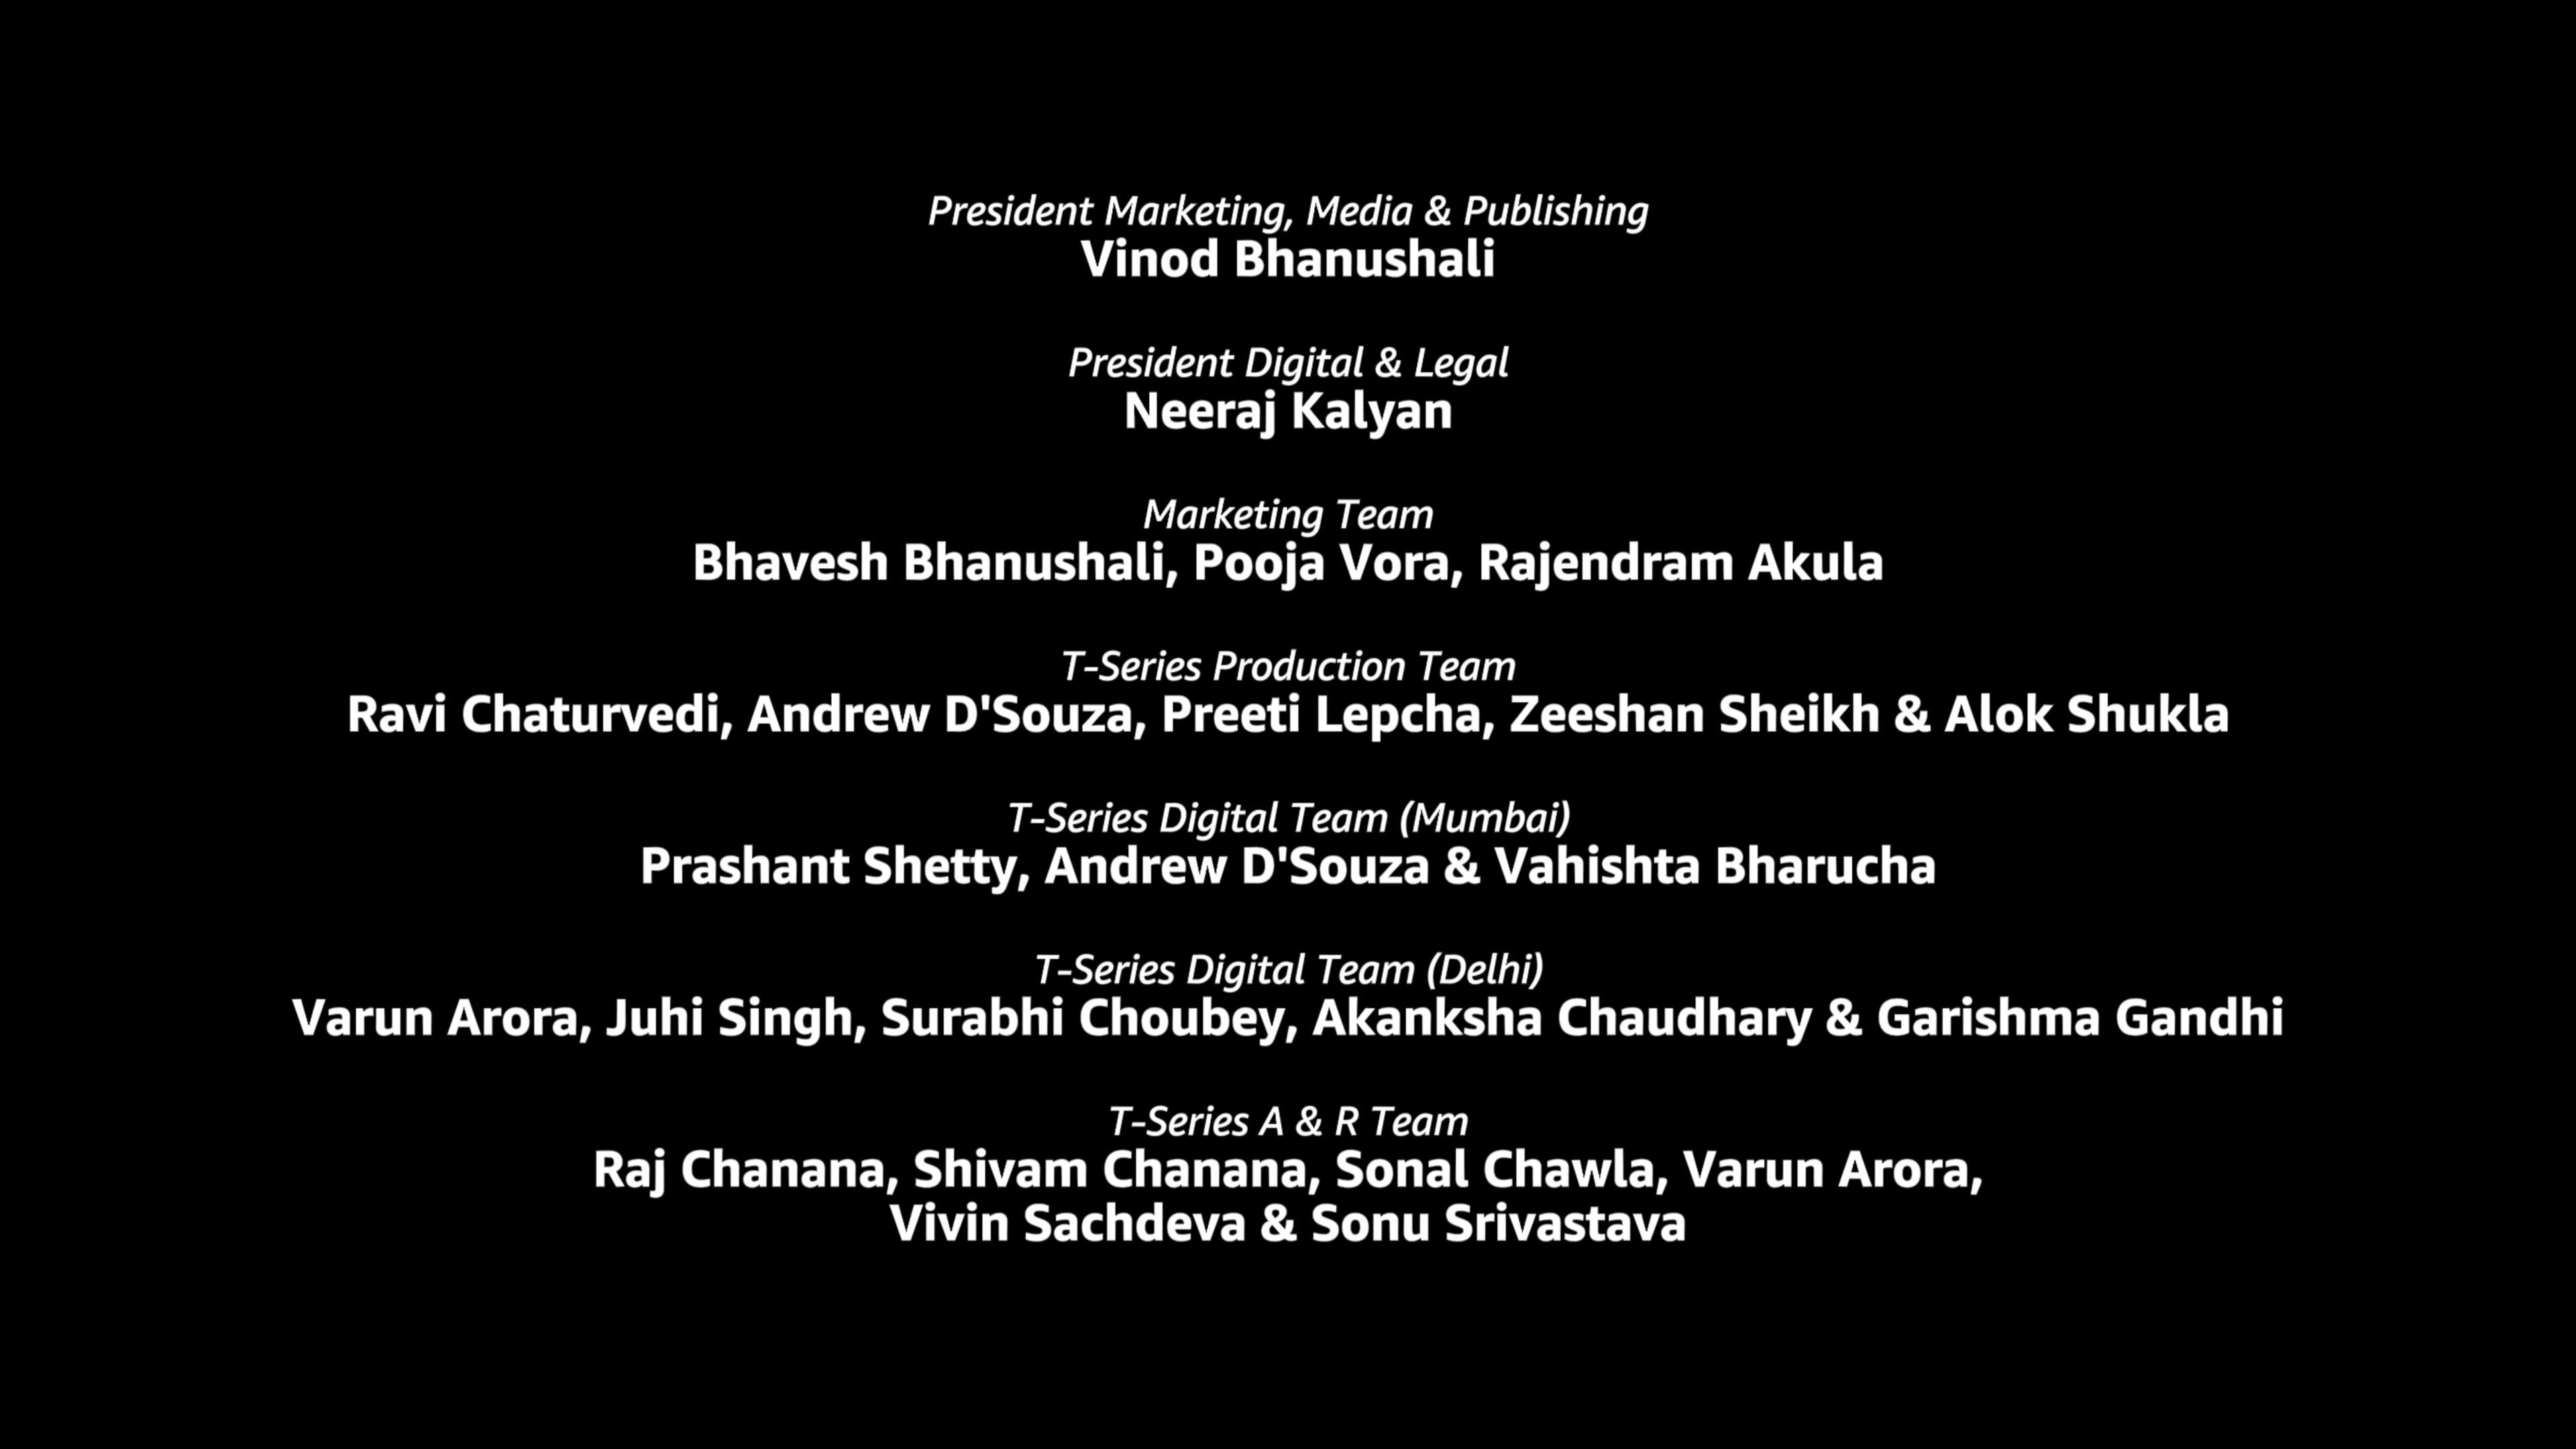 President Marketing, Media & Publishing
Vinod Bhanushali
President Digital & Legal
Neeraj Kalyan
Marketing Team
Bhavesh Bhanushali, Pooja Vora, Rajendram Akula
T-Series Production Team
Ravi Chaturvedi, Andrew D'Souza, Preeti Lepcha, Zeeshan Sheikh & Alok Shukla
T-Series Digital Team (Mumbai)
Prashant Shetty, Andrew D'Souza & Vahishta Bharucha
T-Series Digital Team (Delhi)
Varun Arora, Juhi Singh, Surabhi Choubey, Akanksha Chaudhary & Garishma Gandhi
T-Series A & R Team
Raj Chanana, Shivam Chanana, Sonal Chawla, Varun Arora,
Vivin Sachdeva & Sonu Srivastava